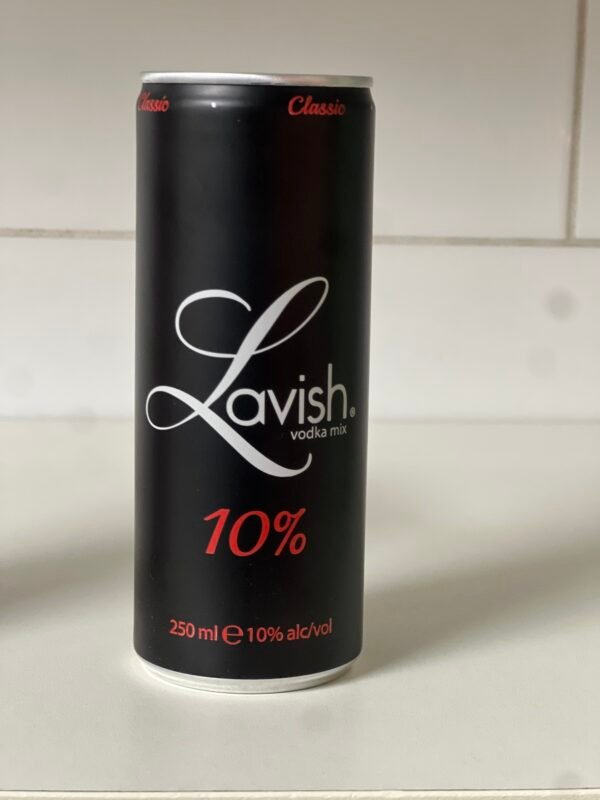 Classic Classic
Lavish®
vodka mix
10%
250 ml ℮ 10% alc/vol